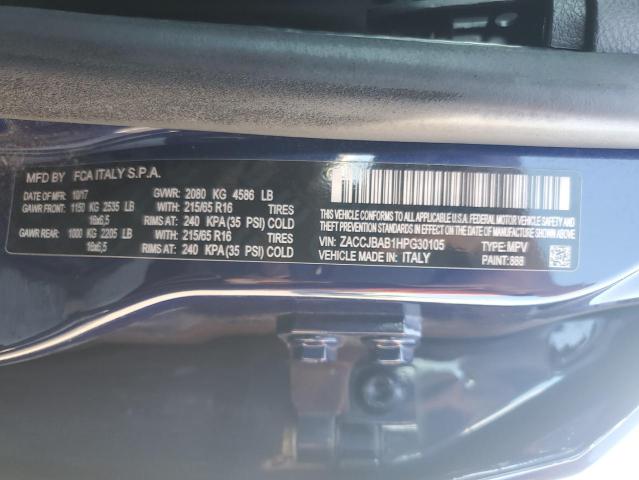 MFD BY FCA ITALY S.P.A.
DATE OF MFD: 10/17 GVWR: 2080 KG 4586 LB
GAWR FRONT: 1150 KG 2535 LB WITH: 215/65 R16 TIRES
16x6,5 RIMS AT: 240 KPA (35 PSI) COLD
GAWR REAR: 1000 KG 2205 LB WITH: 215/65 R16 TIRES
16x6,5 RIMS AT: 240 KPA(35 PSI) COLD
THIS VEHICLE CONFORMS TO ALL APPLICABLE
U.S.A. FEDERAL MOTOR VEHICLE SAFETY
STANDARDS IN EFFECT ON THE
DATE OF MANUFACTURE SHOWN ABOVE.
VIN: ZACCJBAB1HPG30105 TYPE: MPV
VEHICLE MADE IN: ITALY PAINT: 888